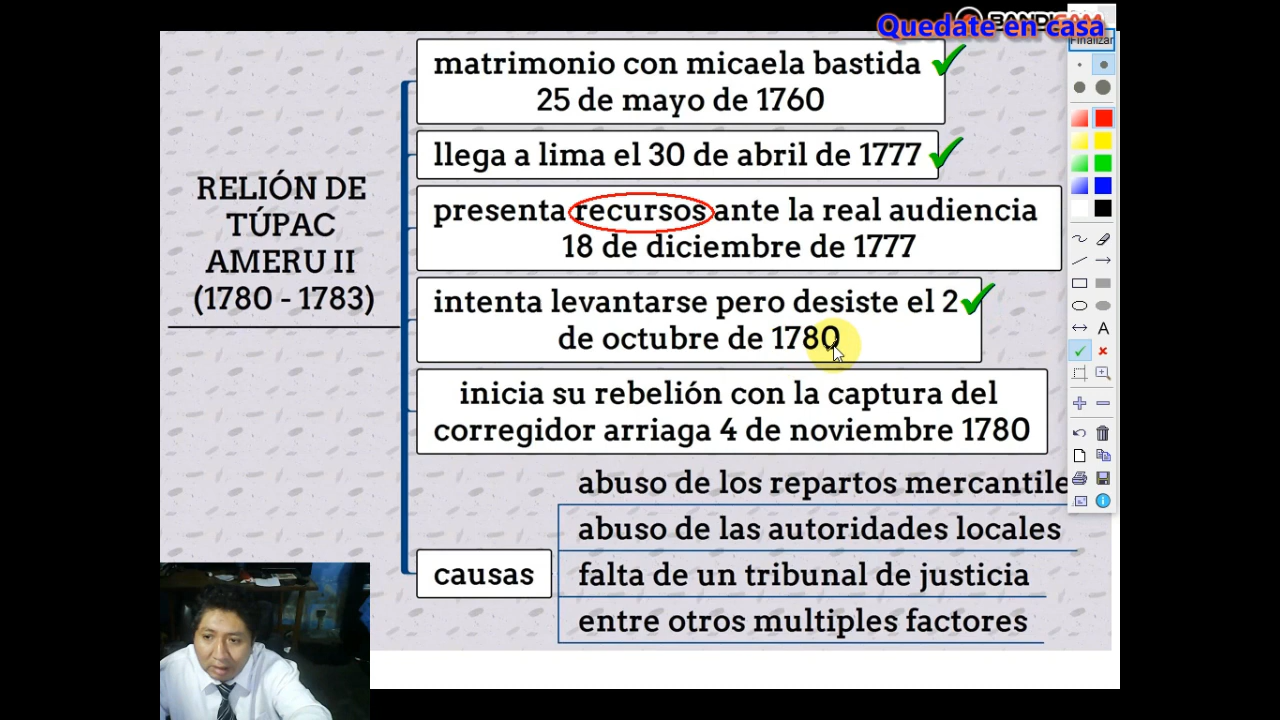 Quedate en casa
Finalizar
matrimonio con micaela bastida
25 de mayo de 1760
llega a lima el 30 de abril de 1777
RELIÓN DE
TÚPAC
AMERU II
(1780 - 1783)
presenta recursos ante la real audiencia
18 de diciembre de 1777
intenta levantarse pero desiste el 2
de octubre de 1780
inicia su rebelión con la captura del
corregidor arriaga 4 de noviembre 1780
abuso de los repartos mercantile
abuso de las autoridades locales
causas
falta de un tribunal de justicia
entre otros multiples factores
A